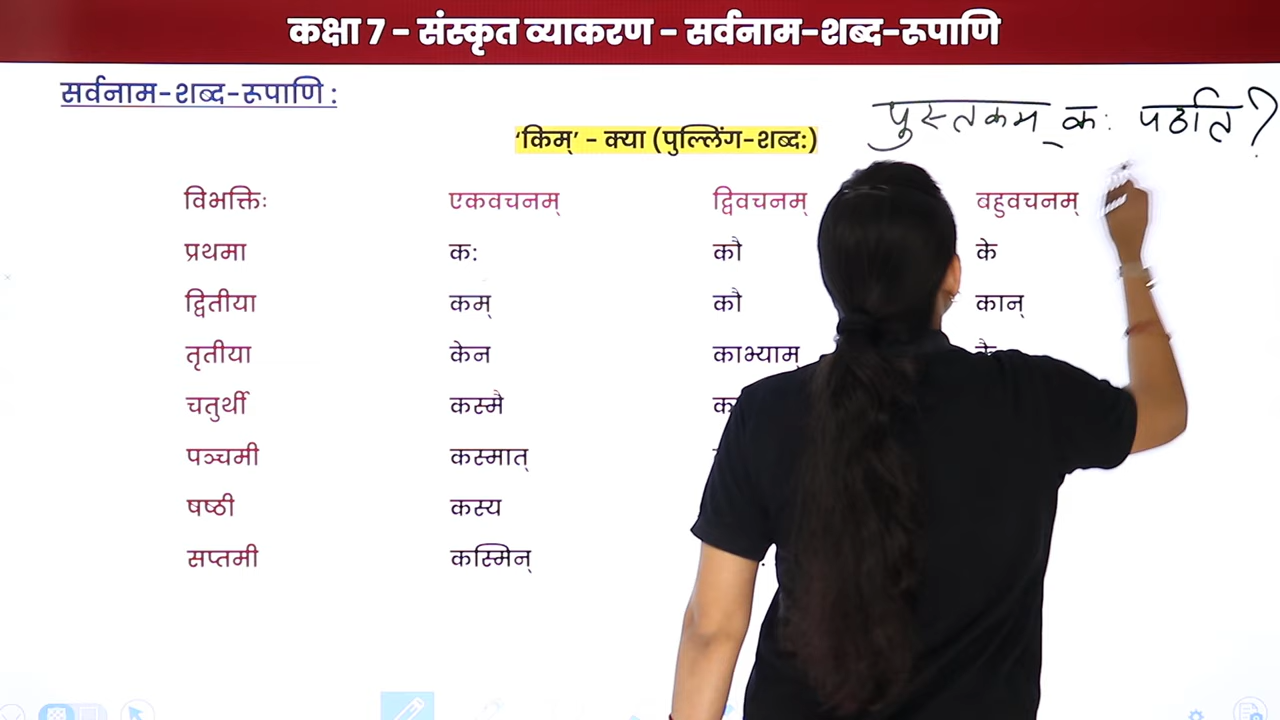 कक्षा 7 - संस्कृत व्याकरण - सर्वनाम-शब्द-रूपाणि
सर्वनाम-शब्द-रूपाणि :
पुस्तकम् कः पठति ?
'किम्' - क्या (पुल्लिंग-शब्द:)
विभक्तिः एकवचनम् द्विवचनम् बहुवचनम्
प्रथमा क: कौ के
द्वितीया कम् कौ कान्
तृतीया केन काभ्याम्
चतुर्थी कस्मै
पञ्चमी कस्मात्
षष्ठी कस्य
सप्तमी कस्मिन्